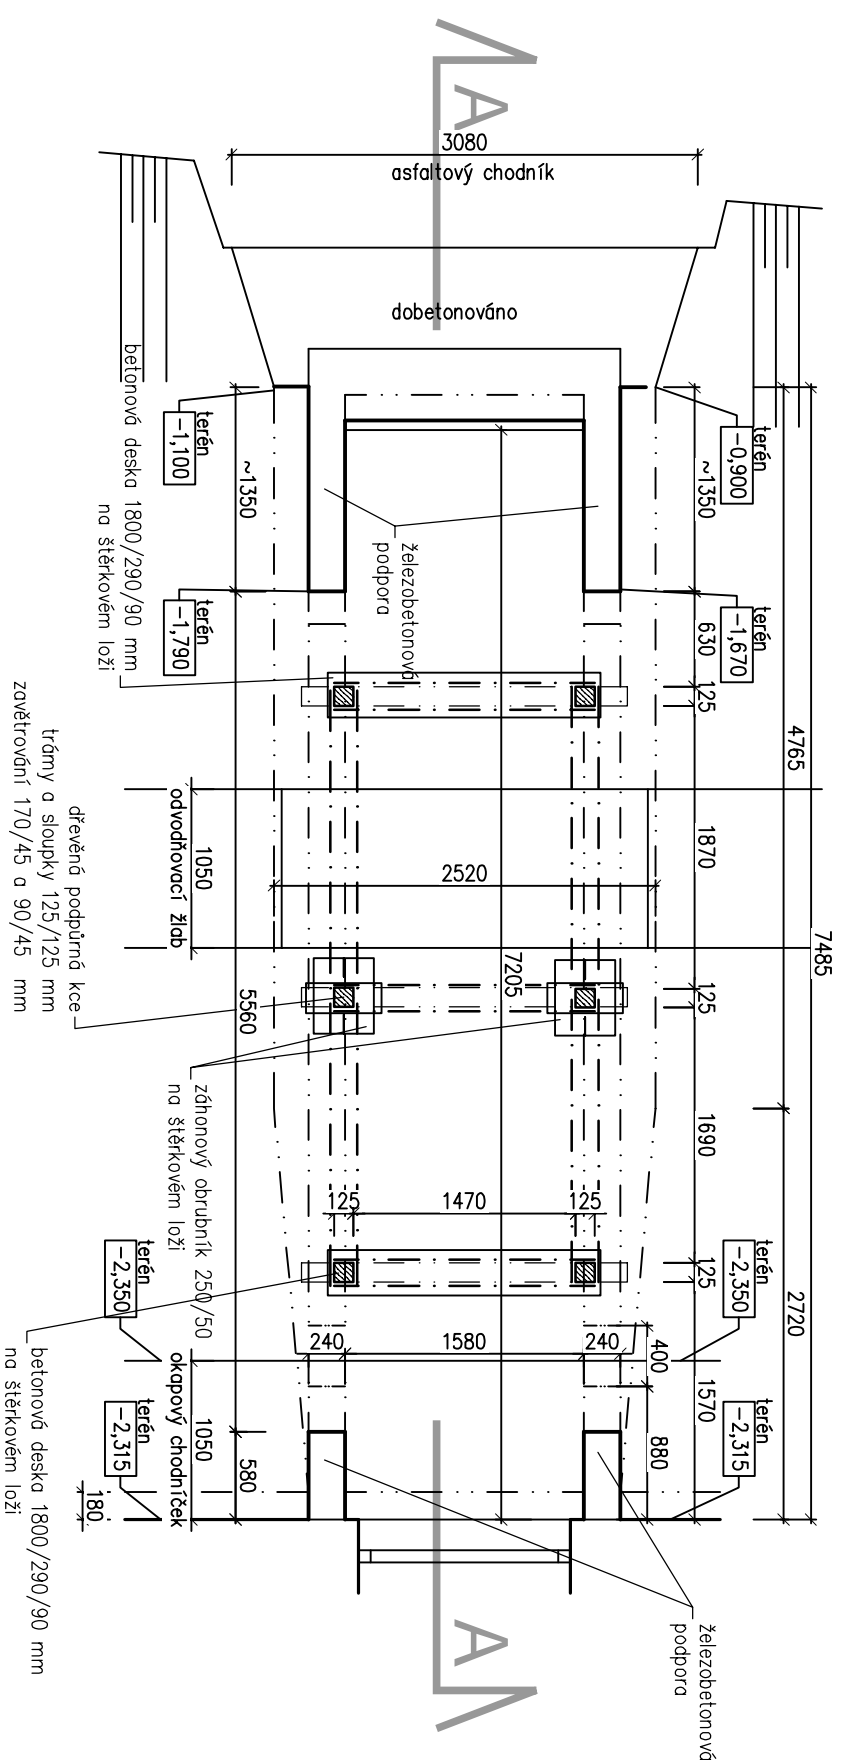 A
3080
asfaltový chodník
dobetonováno
betonová deska 1800/290/90 mm
na štěrkovém loži
terén
-1,100
terén
-0,900
~1350
~1350
železobetonová
podpora
terén
-1,790
terén
-1,670
630
125
4765
7485
1870
odvodňovací žlab
1050
2520
7205
5560
125
dřevěná podpůrná kce
trámy a sloupky 125/125 mm
zavětrování 170/45 a 90/45 mm
záhonový obrubník 250/50
na štěrkovém loži
1690
125
1470
125
125
terén
-2,350
terén
-2,350
2720
240
1580
240
400
okapový chodníček
1050
1570
880
580
terén
-2,315
terén
-2,315
180
betonová deska 1800/290/90 mm
na štěrkovém loži
železobetonová
podpora
A